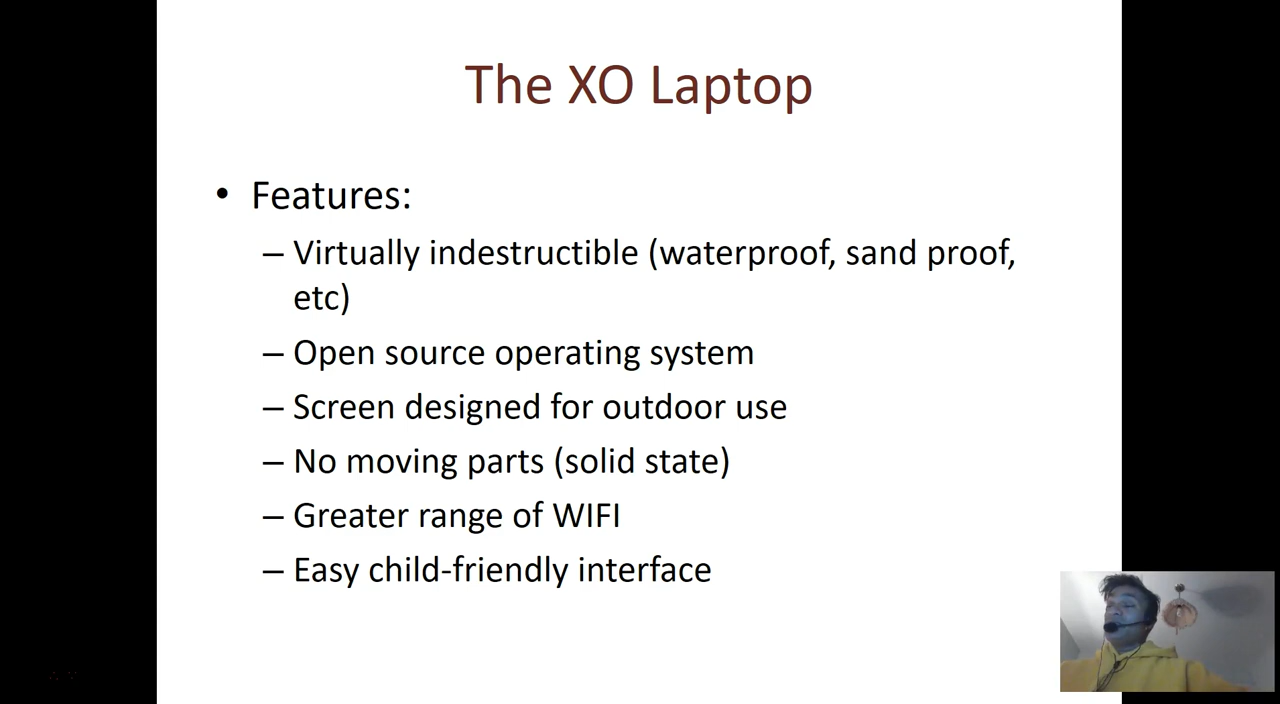 The XO Laptop
• Features:
– Virtually indestructible (waterproof, sand proof,
etc)
– Open source operating system
– Screen designed for outdoor use
– No moving parts (solid state)
– Greater range of WIFI
– Easy child-friendly interface